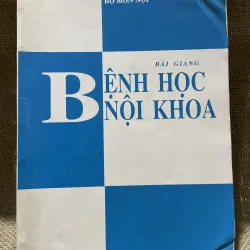 BỘ MÔN NỘI
BÀI GIẢNG
BỆNH HỌC
NỘI KHOA